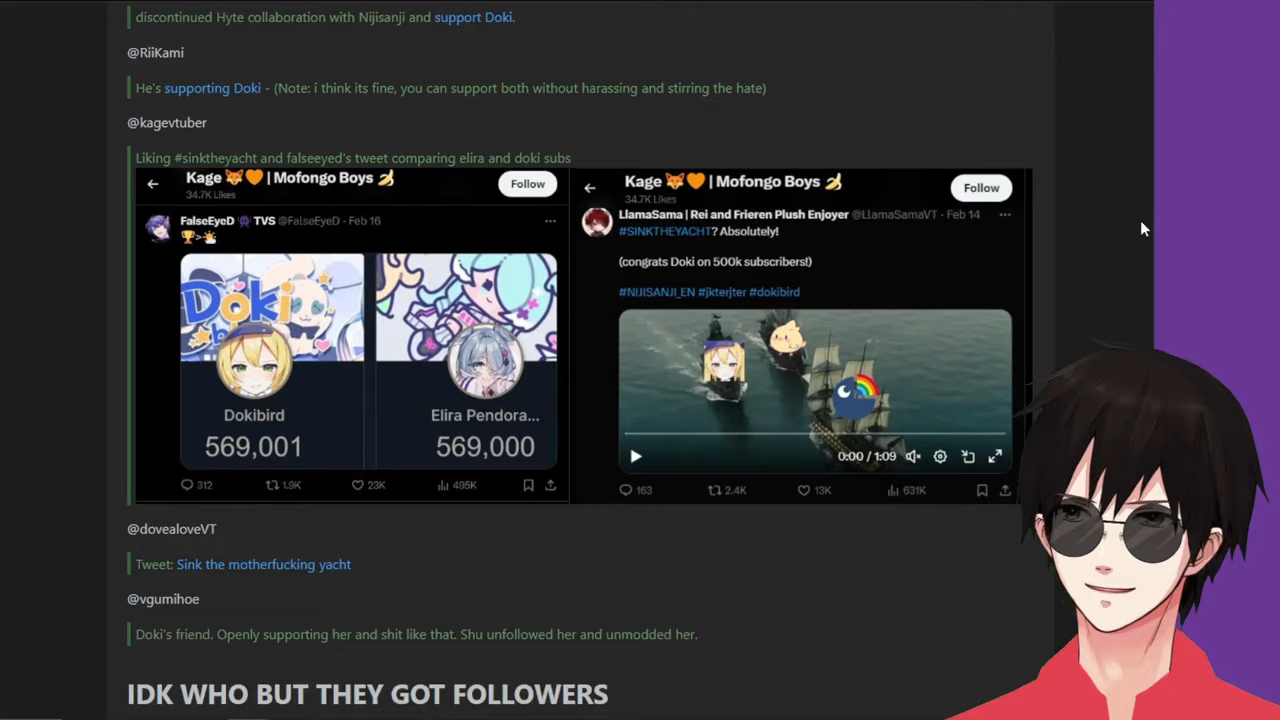 discontinued Hyte collaboration with Nijisanji and support Doki.
@RiiKami
He's supporting Doki - (Note: i think its fine, you can support both without harassing and stirring the hate)
@kagevtuber
Liking #sinktheyacht and falseeyed's tweet comparing elira and doki subs
Kage 🦊🧡 | Mofongo Boys 🍌
34.7K Likes
Follow
FalseEyeD TVS @FalseEyeD · Feb 16
🏆>🌤️
Doki
Dokibird
569,001
Elira Pendora...
569,000
312
1.9K
23K
495K
Kage 🦊🧡 | Mofongo Boys 🍌
34.7K Likes
Follow
LlamaSama | Rei and Frieren Plush Enjoyer @LlamaSamaVT · Feb 14
#SINKTHEYACHT? Absolutely!
(congrats Doki on 500k subscribers!)
#NIJISANJI_EN #jkterjter #dokibird
0:00 / 1:09
163
2.4K
13K
631K
@dovealoveVT
Tweet: Sink the motherfucking yacht
@vgumihoe
Doki's friend. Openly supporting her and shit like that. Shu unfollowed her and unmodded her.
IDK WHO BUT THEY GOT FOLLOWERS